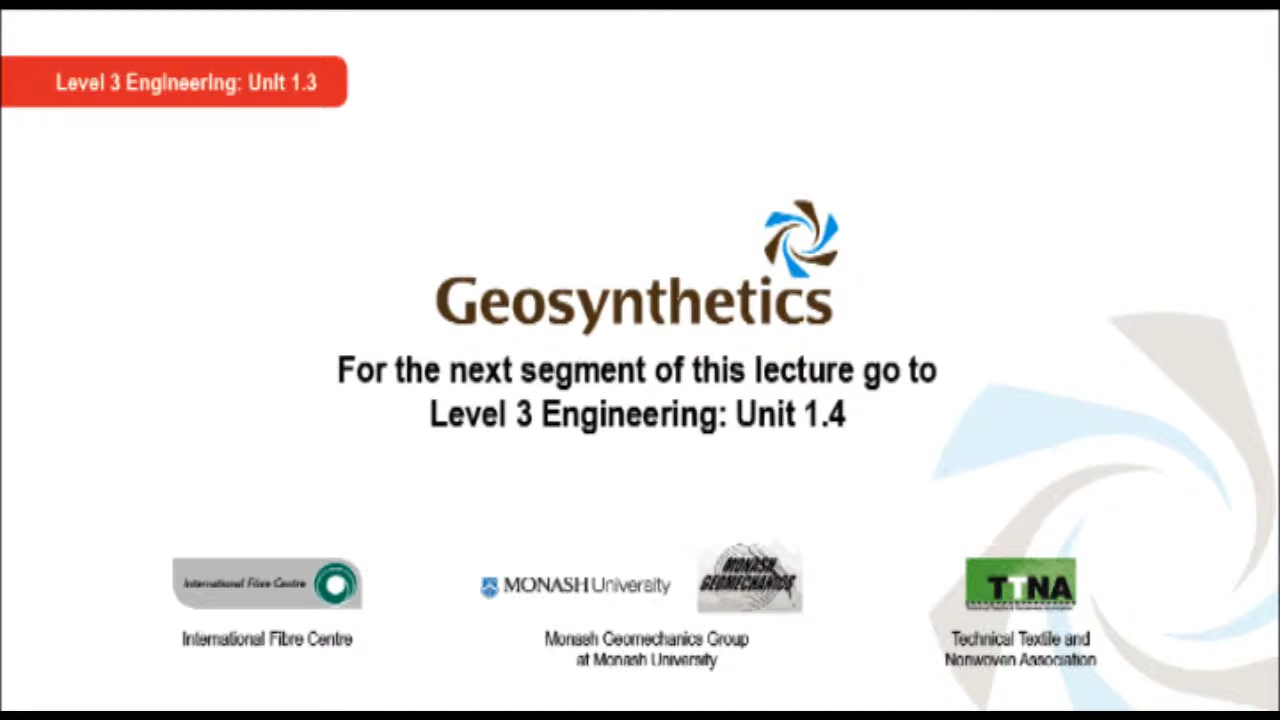 Level 3 Engineering: Unit 1.3
Geosynthetics
For the next segment of this lecture go to
Level 3 Engineering: Unit 1.4
International Fibre Centre
MONASH University
MONASH
GEOMECHANICS
TTNA
International Fibre Centre
Monash Geomechanics Group
at Monash University
Technical Textile and
Nonwoven Association